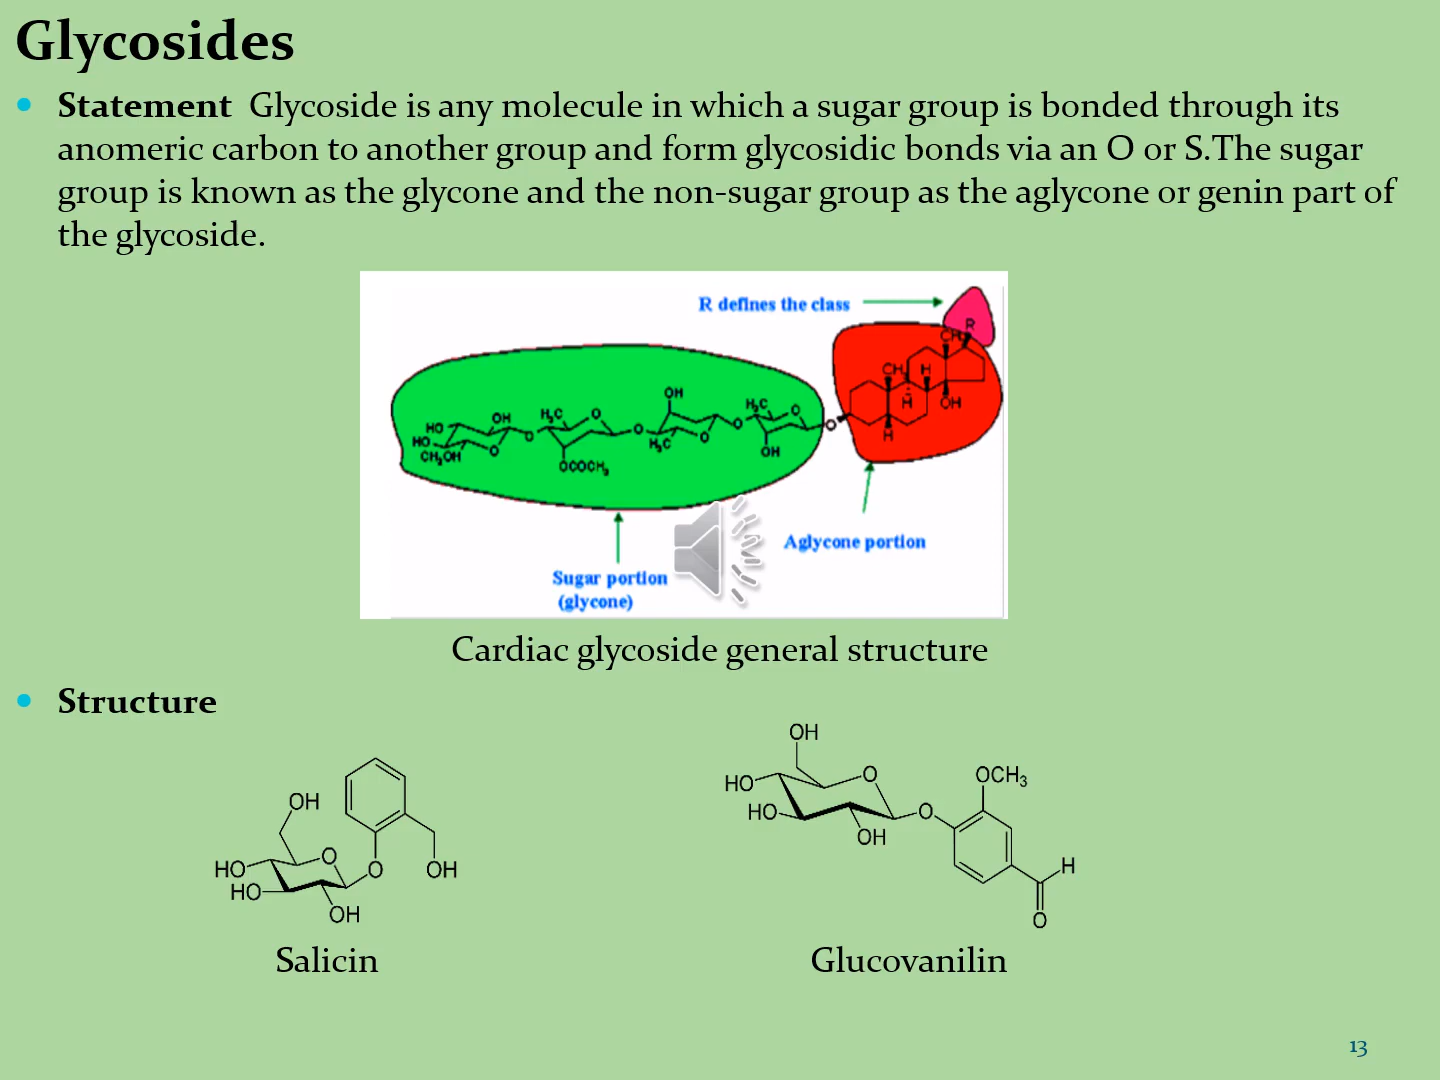 Glycosides
Statement  Glycoside is any molecule in which a sugar group is bonded through its
anomeric carbon to another group and form glycosidic bonds via an O or S.The sugar
group is known as the glycone and the non-sugar group as the aglycone or genin part of
the glycoside.
R defines the class
R
CH₃
CH₃ H
H OH
H
O
OH
HO
HO
CH₂OH
O
O
H₃C
O
OCOCH₃
O
OH
H₃C
O
O
H₃C
O
OH
Aglycone portion
Sugar portion
(glycone)
Cardiac glycoside general structure
Structure
OH
HO
HO
O
OH
O
OH
Salicin
OH
HO
HO
O
OH
O
OCH₃
H
O
Glucovanilin
13